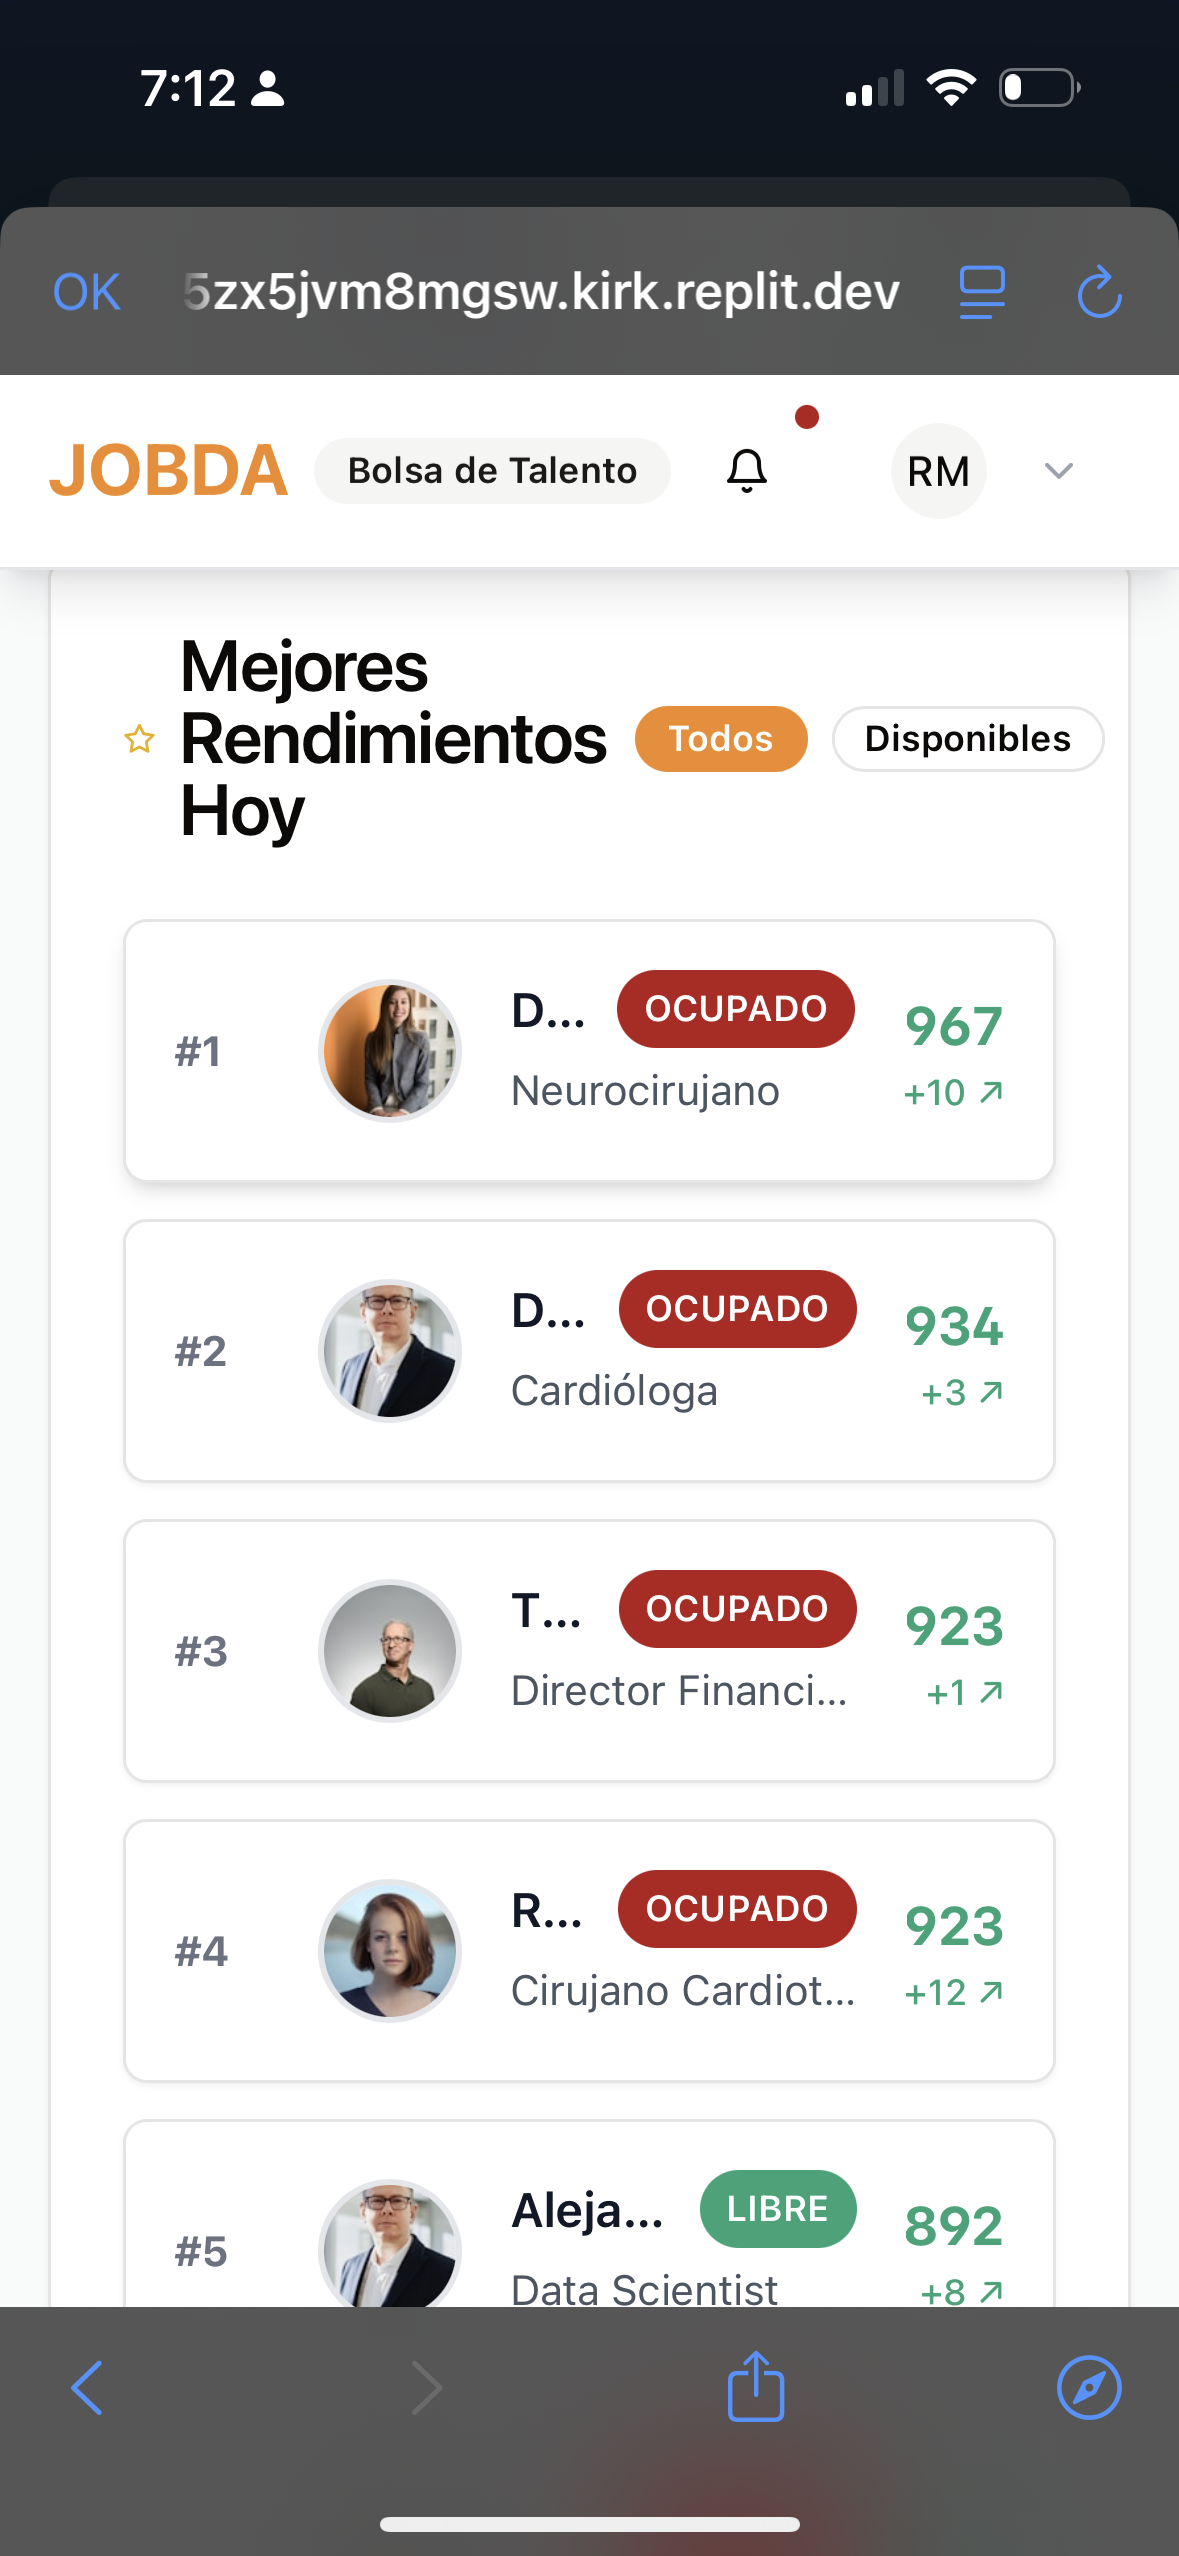 7:12
OK 5zx5jvm8mgsw.kirk.replit.dev
JOBDA Bolsa de Talento RM
Mejores
Rendimientos
Hoy
Todos Disponibles
#1 D... OCUPADO 967
Neurocirujano +10
#2 D... OCUPADO 934
Cardióloga +3
#3 T... OCUPADO 923
Director Financi... +1
#4 R... OCUPADO 923
Cirujano Cardiot... +12
#5 Aleja... LIBRE 892
Data Scientist +8